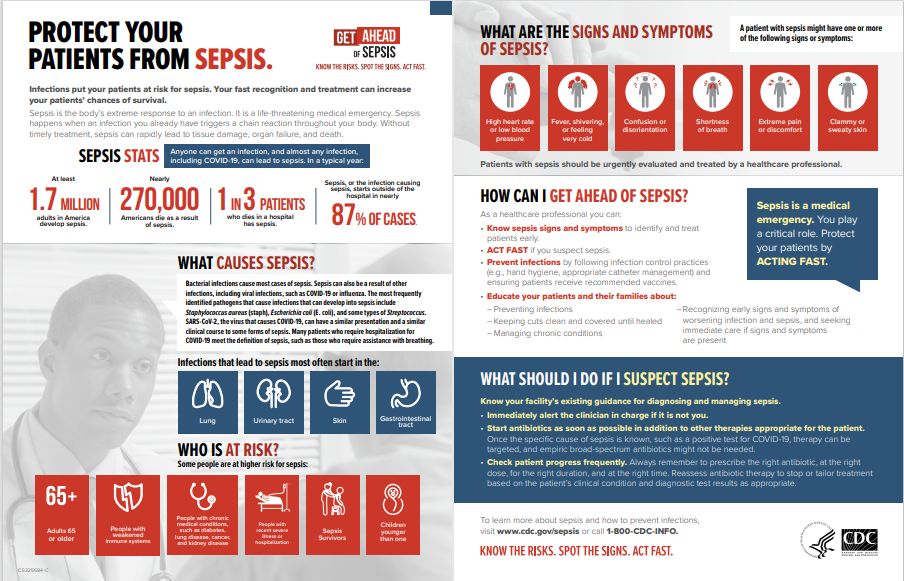 PROTECT YOUR
PATIENTS FROM SEPSIS.
GET AHEAD
OF SEPSIS
KNOW THE RISKS. SPOT THE SIGNS. ACT FAST.
Infections put your patients at risk for sepsis. Your fast recognition and treatment can increase
your patients' chances of survival.
Sepsis is the body's extreme response to an infection. It is a life-threatening medical emergency. Sepsis
happens when an infection you already have triggers a chain reaction throughout your body. Without
timely treatment, sepsis can rapidly lead to tissue damage, organ failure, and death.
SEPSIS STATS
Anyone can get an infection, and almost any infection,
including COVID-19, can lead to sepsis. In a typical year:
At least
1.7 MILLION
adults in America
develop sepsis.
Nearly
270,000
Americans die as a result
of sepsis.
1 IN 3 PATIENTS
who dies in a hospital
has sepsis.
Sepsis, or the infection causing
sepsis, starts outside of the
hospital in nearly
87% OF CASES.
WHAT CAUSES SEPSIS?
Bacterial infections cause most cases of sepsis. Sepsis can also be a result of other
infections, including viral infections, such as COVID-19 or influenza. The most frequently
identified pathogens that cause infections that can develop into sepsis include
Staphylococcus aureus (staph), Escherichia coli (E. coli), and some types of Streptococcus.
SARS-CoV-2, the virus that causes COVID-19, can have a similar presentation and a similar
clinical course to some forms of sepsis. Many patients who require hospitalization for
COVID-19 meet the definition of sepsis, such as those who require assistance with breathing.
Infections that lead to sepsis most often start in the:
Lung
Urinary tract
Skin
Gastrointestinal
tract
WHO IS AT RISK?
Some people are at higher risk for sepsis:
65+
Adults 65
or older
People with
weakened
immune systems
People with chronic
medical conditions,
such as diabetes,
lung disease, cancer,
and kidney disease
People with
recent severe
illness or
hospitalization
Sepsis
Survivors
Children
younger
than one
CS325684-C
WHAT ARE THE SIGNS AND SYMPTOMS
OF SEPSIS?
A patient with sepsis might have one or more
of the following signs or symptoms:
High heart rate
or low blood
pressure
Fever, shivering,
or feeling
very cold
Confusion or
disorientation
Shortness
of breath
Extreme pain
or discomfort
Clammy or
sweaty skin
Patients with sepsis should be urgently evaluated and treated by a healthcare professional.
HOW CAN I GET AHEAD OF SEPSIS?
As a healthcare professional you can:
• Know sepsis signs and symptoms to identify and treat
patients early.
• ACT FAST if you suspect sepsis.
• Prevent infections by following infection control practices
(e.g., hand hygiene, appropriate catheter management) and
ensuring patients receive recommended vaccines.
• Educate your patients and their families about:
— Preventing infections
— Keeping cuts clean and covered until healed
— Managing chronic conditions
— Recognizing early signs and symptoms of
worsening infection and sepsis, and seeking
immediate care if signs and symptoms
are present
Sepsis is a medical
emergency. You play
a critical role. Protect
your patients by
ACTING FAST.
WHAT SHOULD I DO IF I SUSPECT SEPSIS?
Know your facility's existing guidance for diagnosing and managing sepsis.
• Immediately alert the clinician in charge if it is not you.
• Start antibiotics as soon as possible in addition to other therapies appropriate for the patient.
Once the specific cause of sepsis is known, such as a positive test for COVID-19, therapy can be
targeted, and empiric broad-spectrum antibiotics might not be needed.
• Check patient progress frequently. Always remember to prescribe the right antibiotic, at the right
dose, for the right duration, and at the right time. Reassess antibiotic therapy to stop or tailor treatment
based on the patient's clinical condition and diagnostic test results as appropriate.
To learn more about sepsis and how to prevent infections,
visit www.cdc.gov/sepsis or call 1-800-CDC-INFO.
KNOW THE RISKS. SPOT THE SIGNS. ACT FAST.
CDC